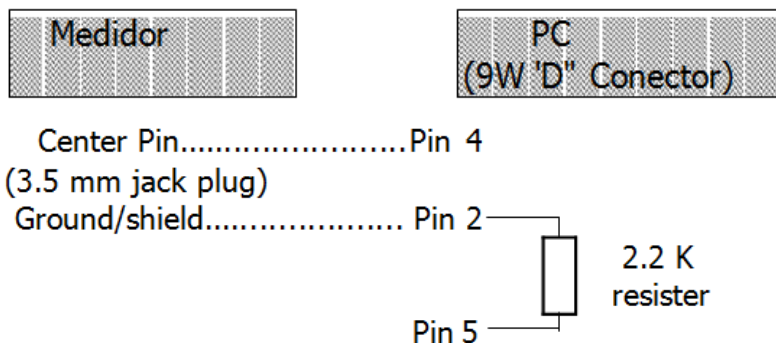 Medidor
PC
(9W 'D" Conector)
Center Pin........................Pin 4
(3.5 mm jack plug)
Ground/shield..................... Pin 2
2.2 K
resister
Pin 5